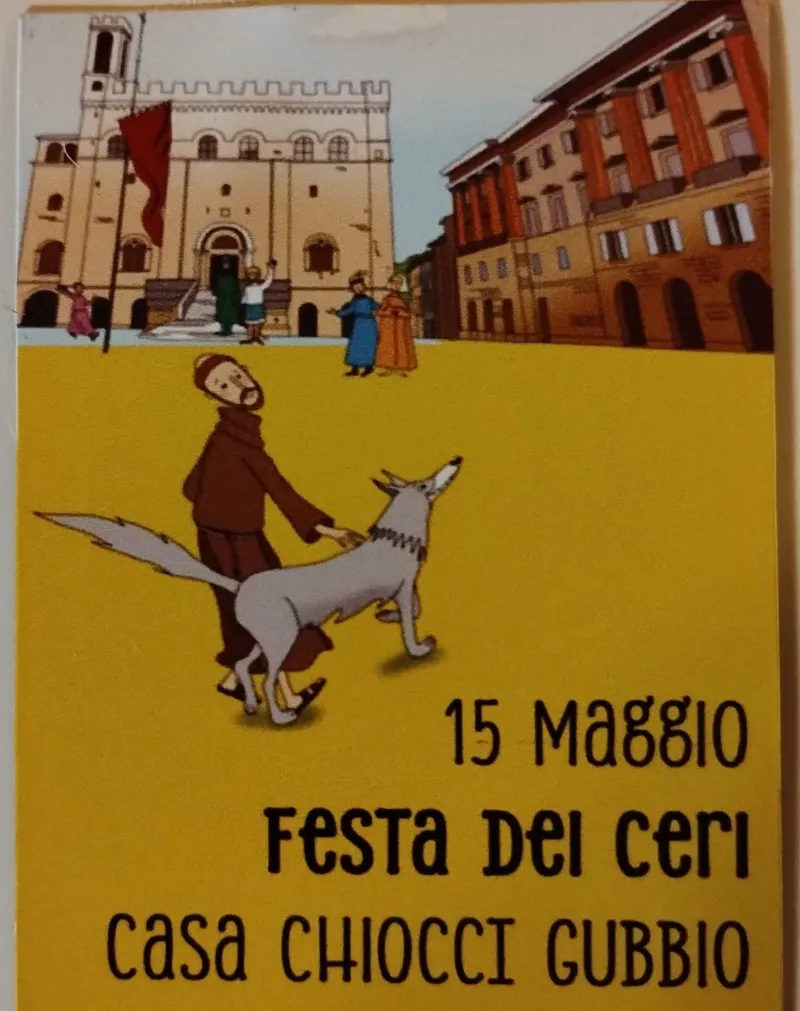 15 Maggio
Festa dei Ceri
Casa Chiocci Gubbio